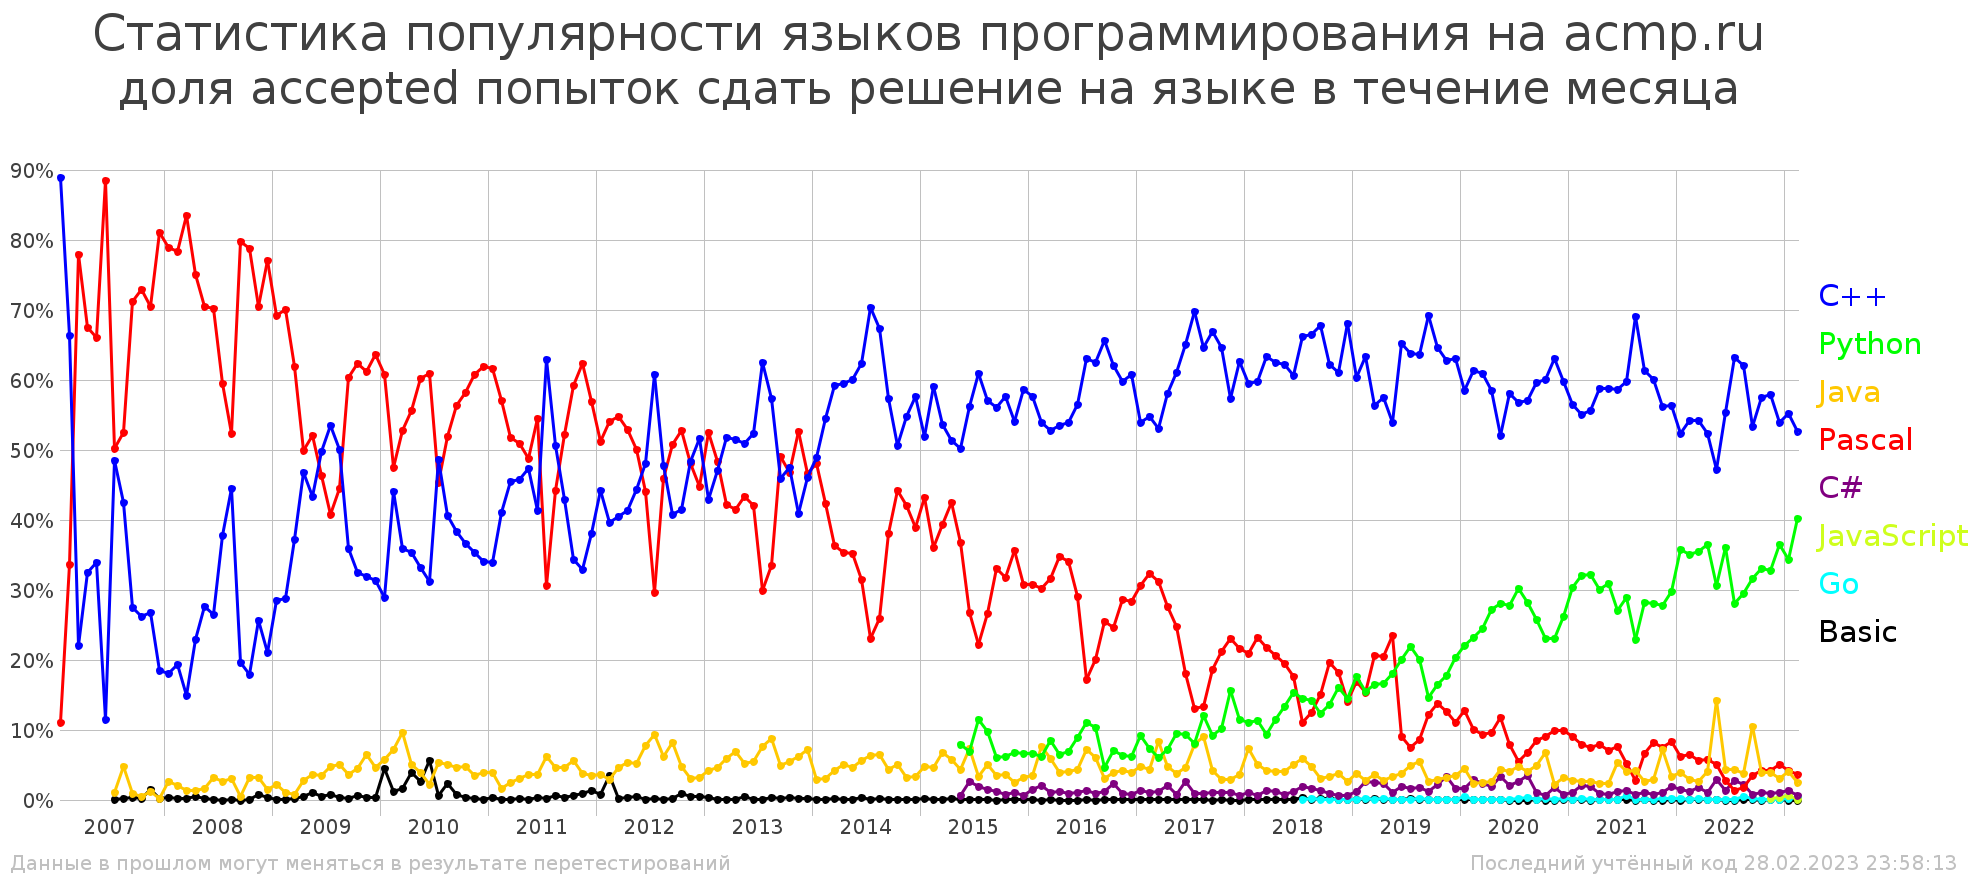 Статистика популярности языков программирования на acmp.ru
доля accepted попыток сдать решение на языке в течение месяца
90%
80%
70%
60%
50%
40%
30%
20%
10%
0%
2007 2008 2009 2010 2011 2012 2013 2014 2015 2016 2017 2018 2019 2020 2021 2022
C++
Python
Java
Pascal
C#
JavaScript
Go
Basic
Данные в прошлом могут меняться в результате перетестирований
Последний учтённый код 28.02.2023 23:58:13